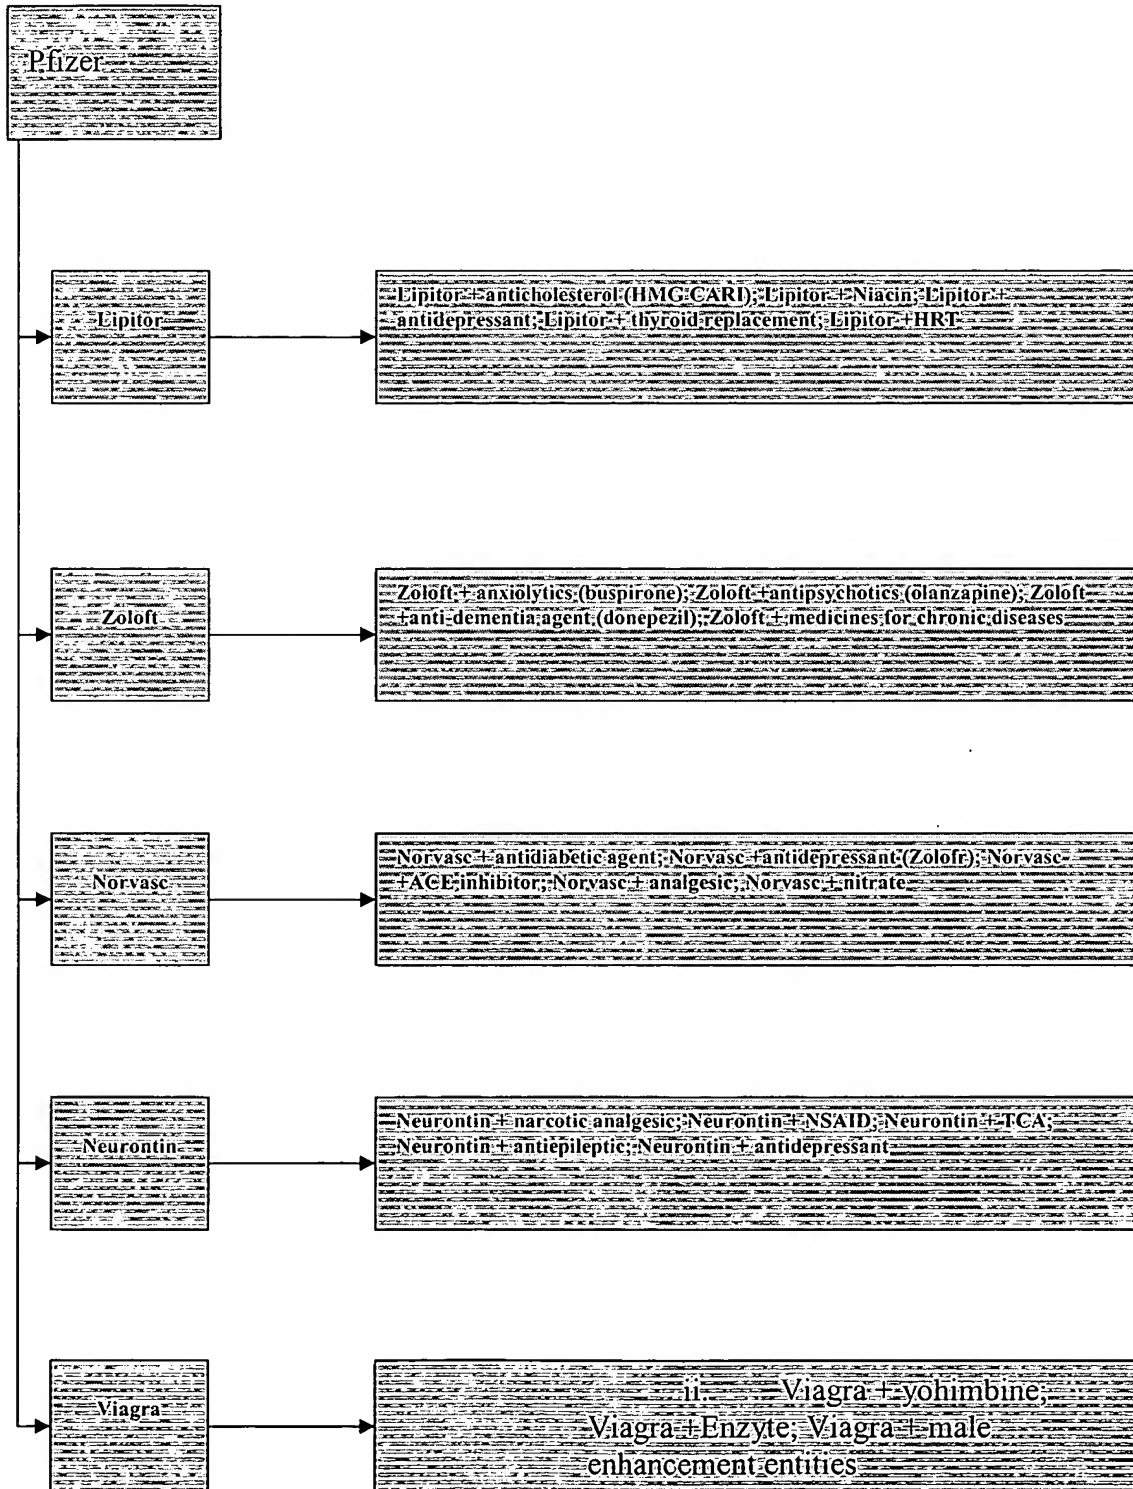 Pfizer
Lipitor
Lipitor + anticholesterol (HMG-CARI); Lipitor + Niacin; Lipitor +
antidepressant; Lipitor + thyroid replacement; Lipitor +HRT
Zoloft
Zoloft + anxiolytics (buspirone); Zoloft +antipsychotics (olanzapine); Zoloft
+anti-dementia agent (donepezil); Zoloft + medicines for chronic diseases
Norvasc
Norvasc + antidiabetic agent; Norvasc +antidepressant (Zolofr); Norvasc
+ACE inhibitor; Norvasc + analgesic; Norvasc + nitrate
Neurontin
Neurontin + narcotic analgesic; Neurontin + NSAID; Neurontin + TCA;
Neurontin + antiepileptic; Neurontin + antidepressant
Viagra
ii. Viagra + yohimbine;
Viagra +Enzyte; Viagra + male
enhancement entities